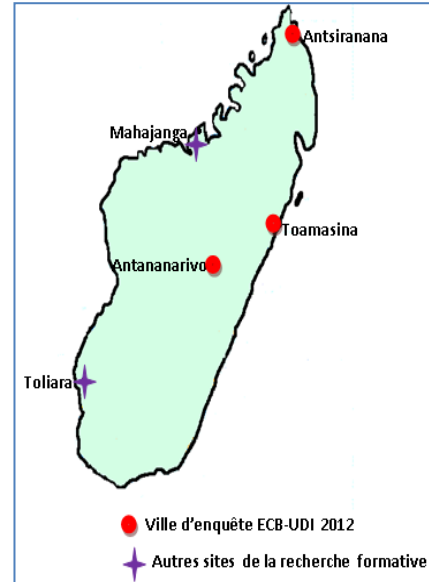 Antsiranana
Mahajanga
Toamasina
Antananarivo
Toliara
Ville d'enquête ECB-UDI 2012
Autres sites de la recherche formative